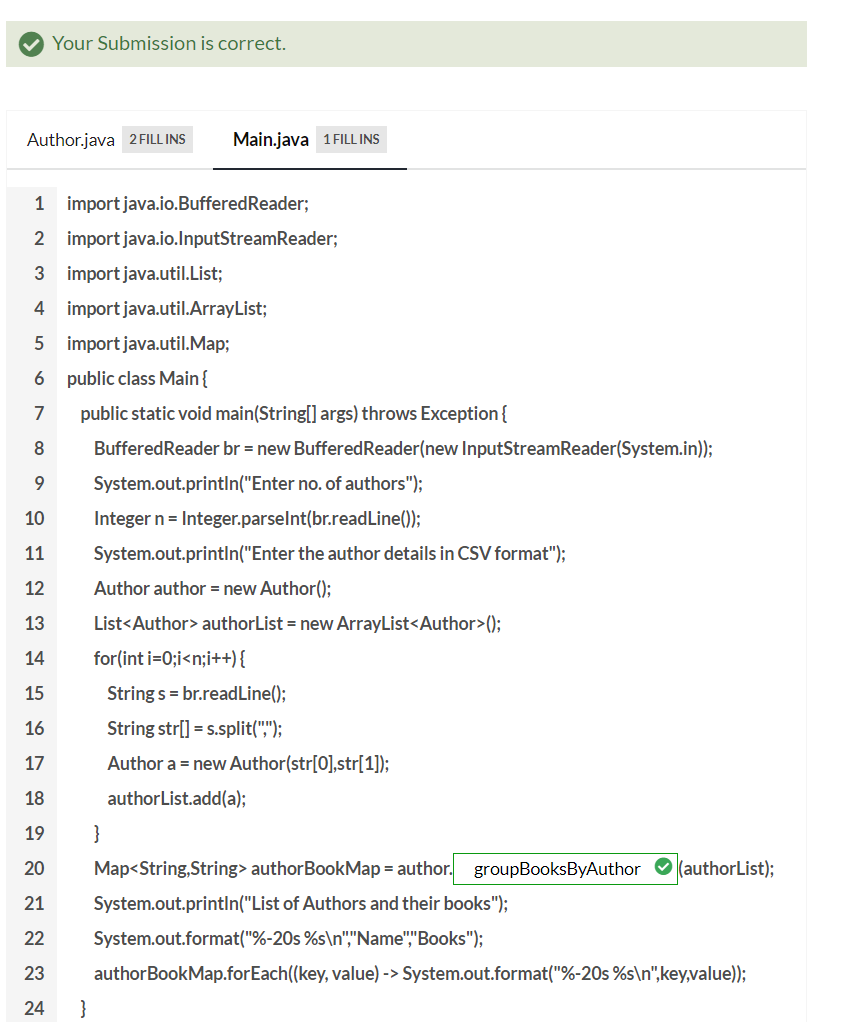 Your Submission is correct.
Author.java 2 FILL INS Main.java 1 FILL INS
1 import java.io.BufferedReader;
2 import java.io.InputStreamReader;
3 import java.util.List;
4 import java.util.ArrayList;
5 import java.util.Map;
6 public class Main {
7 public static void main(String[] args) throws Exception {
8 BufferedReader br = new BufferedReader(new InputStreamReader(System.in));
9 System.out.println("Enter no. of authors");
10 Integer n = Integer.parseInt(br.readLine());
11 System.out.println("Enter the author details in CSV format");
12 Author author = new Author();
13 List<Author> authorList = new ArrayList<Author>();
14 for(int i=0;i<n;i++) {
15 String s = br.readLine();
16 String str[] = s.split(",");
17 Author a = new Author(str[0],str[1]);
18 authorList.add(a);
19 }
20 Map<String,String> authorBookMap = author. groupBooksByAuthor (authorList);
21 System.out.println("List of Authors and their books");
22 System.out.format("%-20s %s\n","Name","Books");
23 authorBookMap.forEach((key, value) -> System.out.format("%-20s %s\n",key,value));
24 }